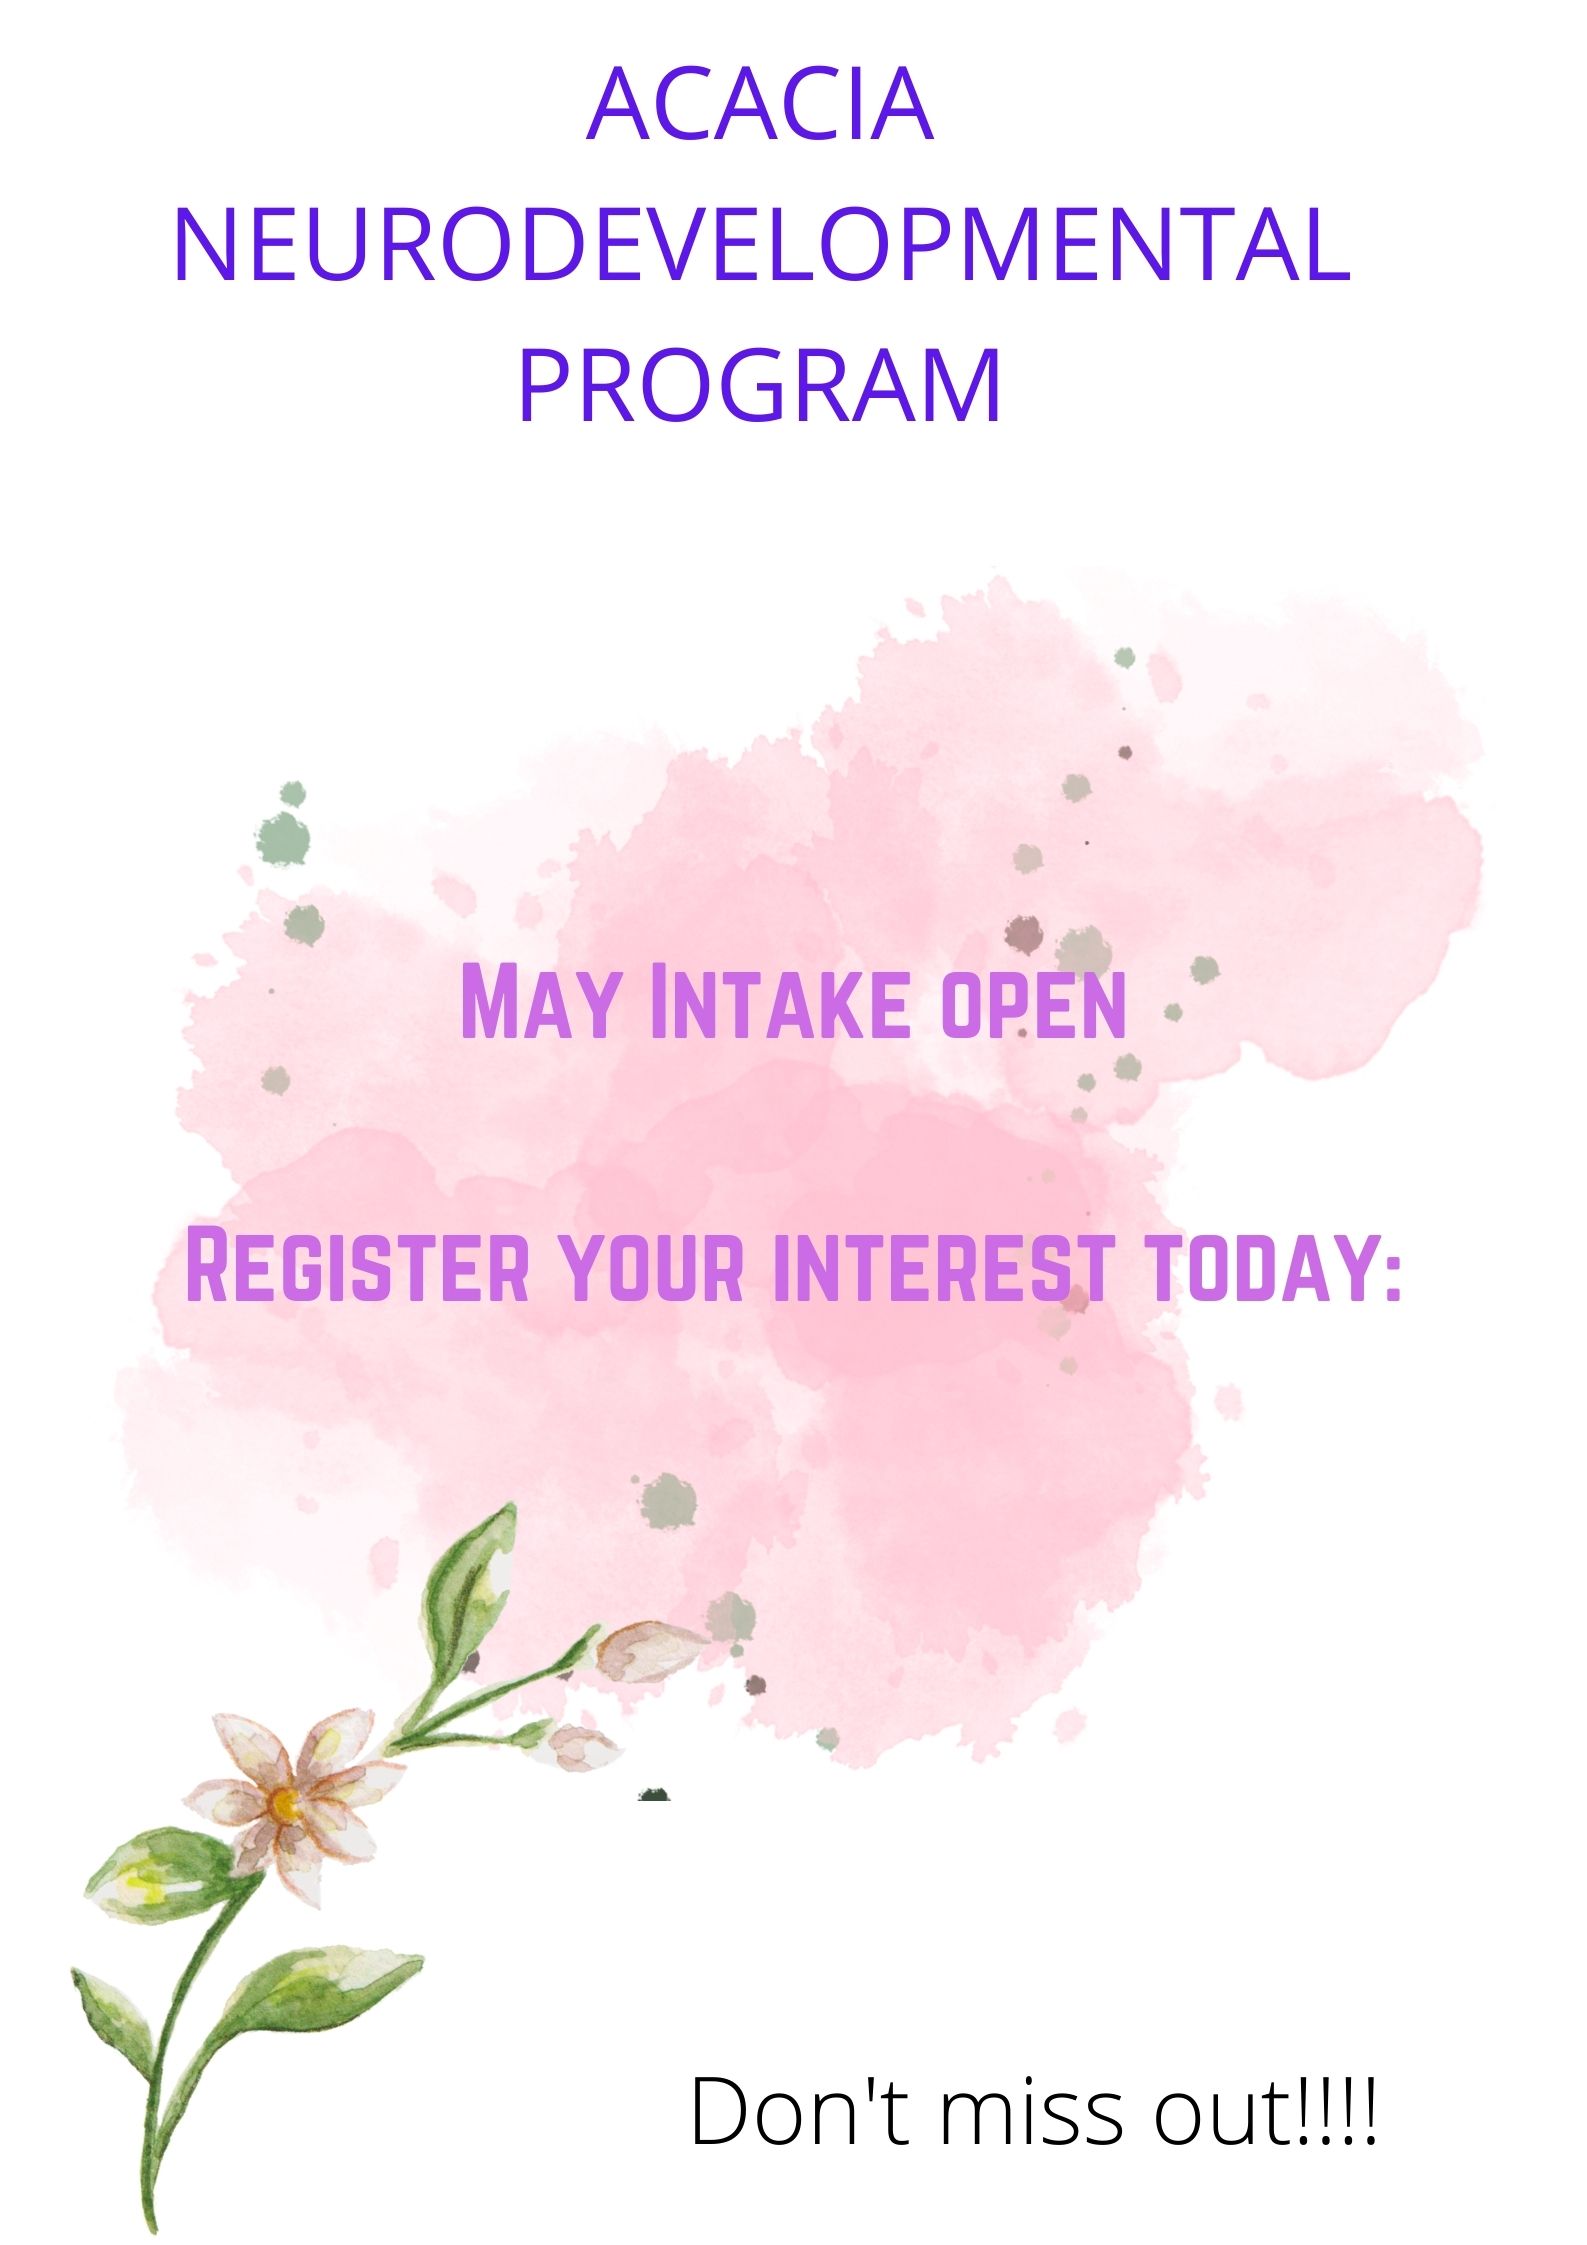 ACACIA
NEURODEVELOPMENTAL
PROGRAM
May Intake open
Register your interest today:
Don't miss out!!!!